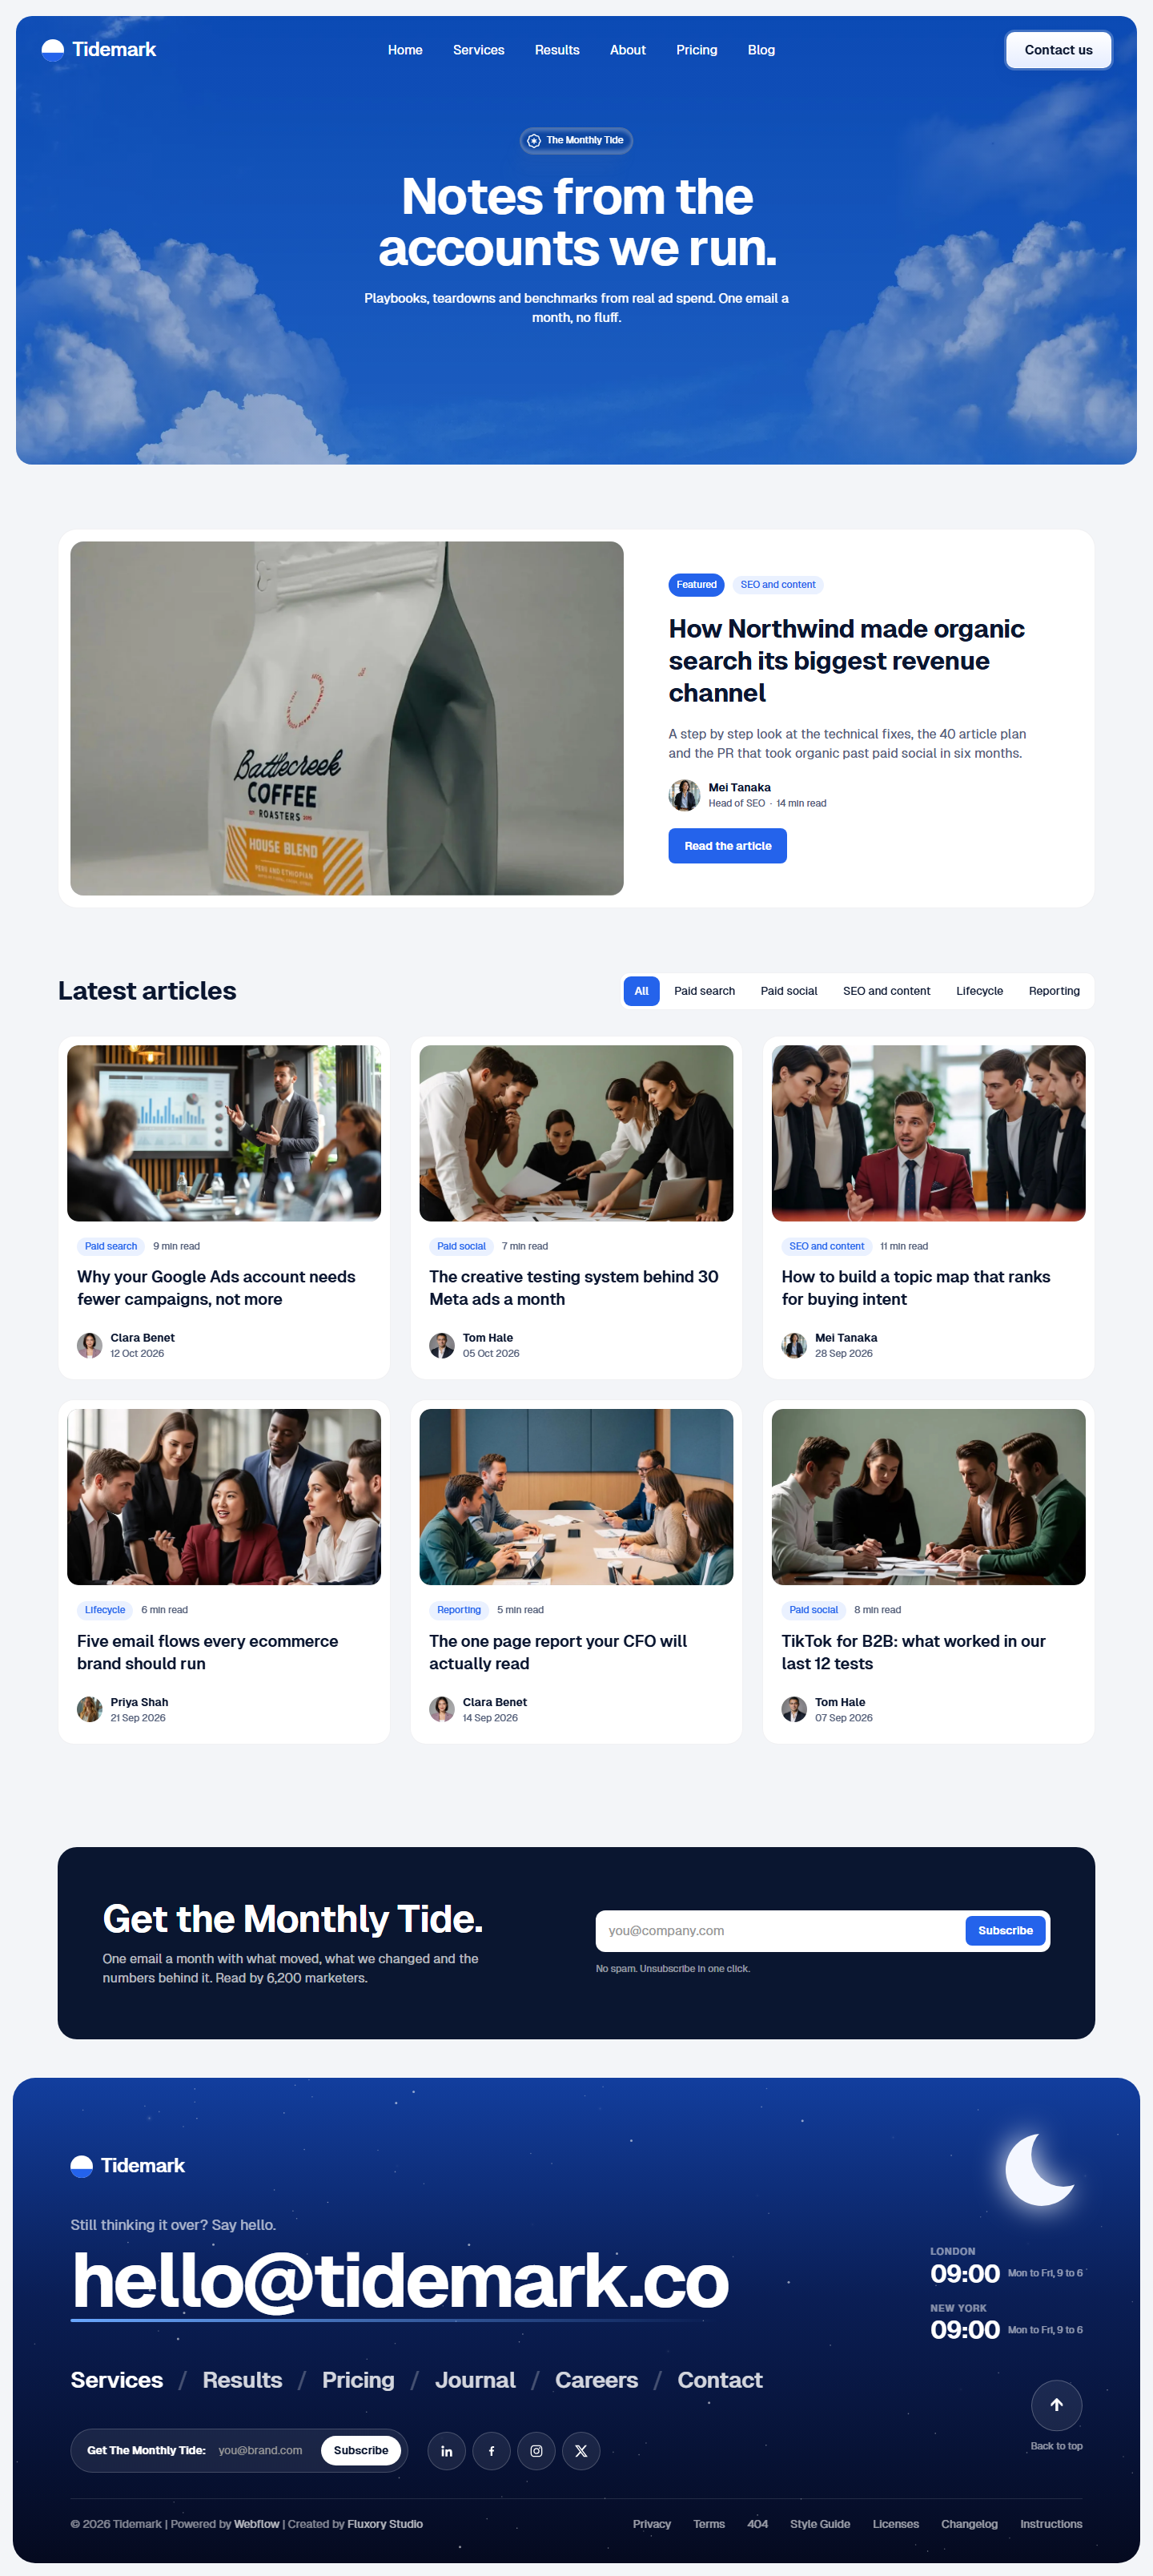 Tidemark
Home
Services
Results
About
Pricing
Blog
Contact us
The Monthly Tide
Notes from the
accounts we run.
Playbooks, teardowns and benchmarks from real ad spend. One email a
month, no fluff.
Battlecreek
COFFEE
ROASTERS
HOUSE BLEND
PERU AND ETHIOPIAN
Featured
SEO and content
How Northwind made organic
search its biggest revenue
channel
A step by step look at the technical fixes, the 40 article plan
and the PR that took organic past paid social in six months.
Mei Tanaka
Head of SEO · 14 min read
Read the article
Latest articles
All
Paid search
Paid social
SEO and content
Lifecycle
Reporting
Paid search
9 min read
Why your Google Ads account needs
fewer campaigns, not more
Clara Benet
12 Oct 2026
Paid social
7 min read
The creative testing system behind 30
Meta ads a month
Tom Hale
05 Oct 2026
SEO and content
11 min read
How to build a topic map that ranks
for buying intent
Mei Tanaka
28 Sep 2026
Lifecycle
6 min read
Five email flows every ecommerce
brand should run
Priya Shah
21 Sep 2026
Reporting
5 min read
The one page report your CFO will
actually read
Clara Benet
14 Sep 2026
Paid social
8 min read
TikTok for B2B: what worked in our
last 12 tests
Tom Hale
07 Sep 2026
Get the Monthly Tide.
One email a month with what moved, what we changed and the
numbers behind it. Read by 6,200 marketers.
you@company.com
Subscribe
No spam. Unsubscribe in one click.
Tidemark
Still thinking it over? Say hello.
hello@tidemark.co
LONDON
09:00 Mon to Fri, 9 to 6
NEW YORK
09:00 Mon to Fri, 9 to 6
Services / Results / Pricing / Journal / Careers / Contact
Get The Monthly Tide:
you@brand.com
Subscribe
Back to top
© 2026 Tidemark | Powered by Webflow | Created by Fluxory Studio
Privacy
Terms
404
Style Guide
Licenses
Changelog
Instructions